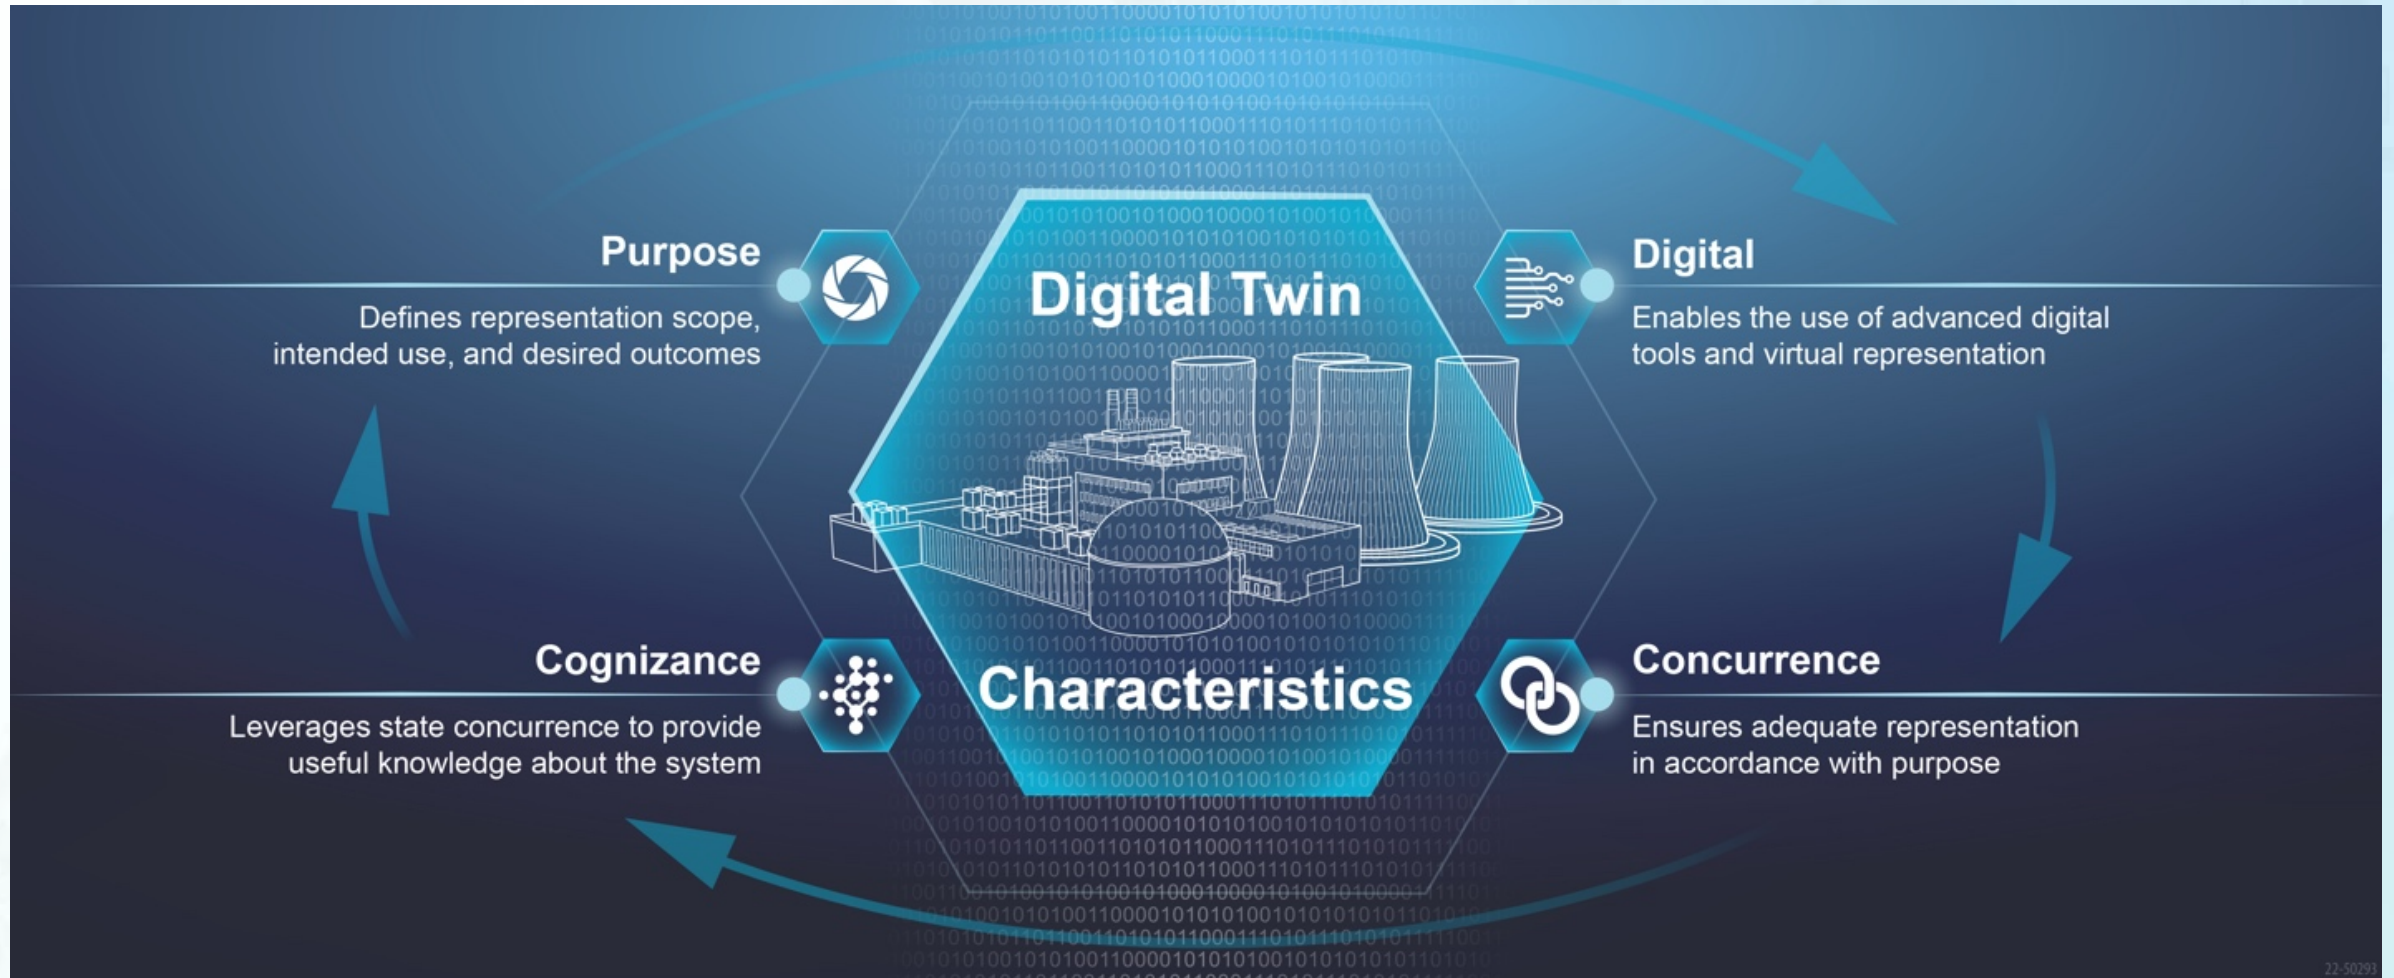 Digital Twin
Characteristics
Purpose
Defines representation scope,
intended use, and desired outcomes
Digital
Enables the use of advanced digital
tools and virtual representation
Cognizance
Leverages state concurrence to provide
useful knowledge about the system
Concurrence
Ensures adequate representation
in accordance with purpose
22-50293